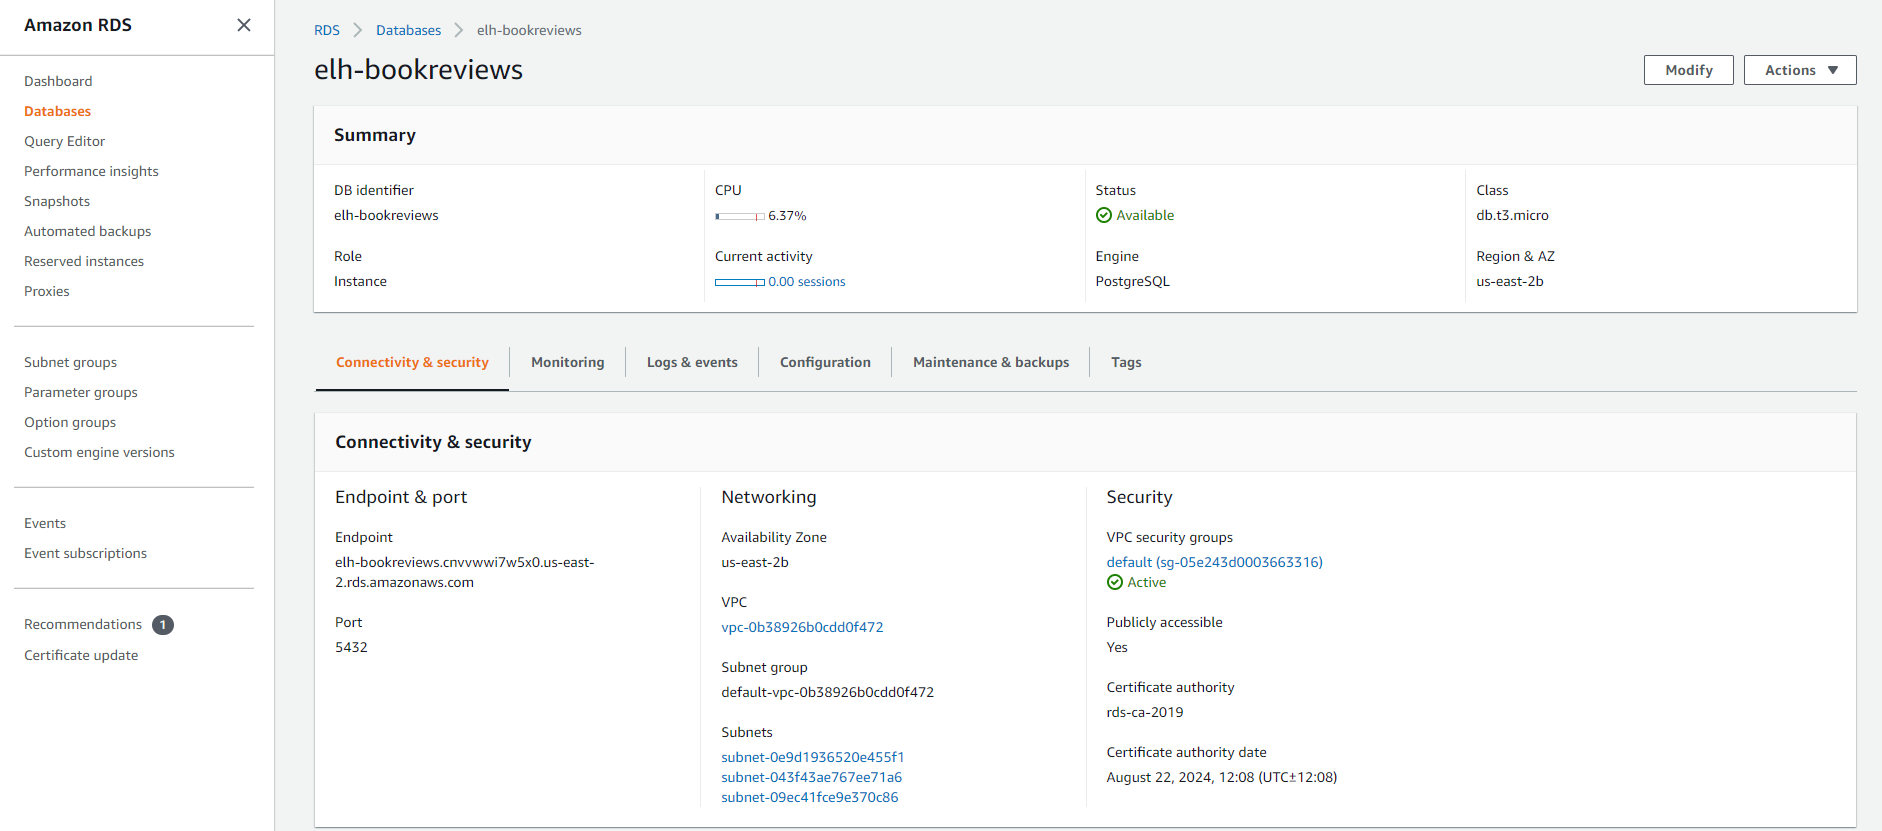 Amazon RDS
Dashboard
Databases
Query Editor
Performance insights
Snapshots
Automated backups
Reserved instances
Proxies
Subnet groups
Parameter groups
Option groups
Custom engine versions
Events
Event subscriptions
Recommendations 1
Certificate update
RDS Databases elh-bookreviews
elh-bookreviews
Modify
Actions
Summary
DB identifier
elh-bookreviews
Role
Instance
CPU
6.37%
Current activity
0.00 sessions
Status
Available
Engine
PostgreSQL
Class
db.t3.micro
Region & AZ
us-east-2b
Connectivity & security
Monitoring
Logs & events
Configuration
Maintenance & backups
Tags
Connectivity & security
Endpoint & port
Endpoint
elh-bookreviews.cnvvwwi7w5x0.us-east-
2.rds.amazonaws.com
Port
5432
Networking
Availability Zone
us-east-2b
VPC
vpc-0b38926b0cdd0f472
Subnet group
default-vpc-0b38926b0cdd0f472
Subnets
subnet-0e9d1936520e455f1
subnet-043f43ae767ee71a6
subnet-09ec41fce9e370c86
Security
VPC security groups
default (sg-05e243d0003663316)
Active
Publicly accessible
Yes
Certificate authority
rds-ca-2019
Certificate authority date
August 22, 2024, 12:08 (UTC±12:08)